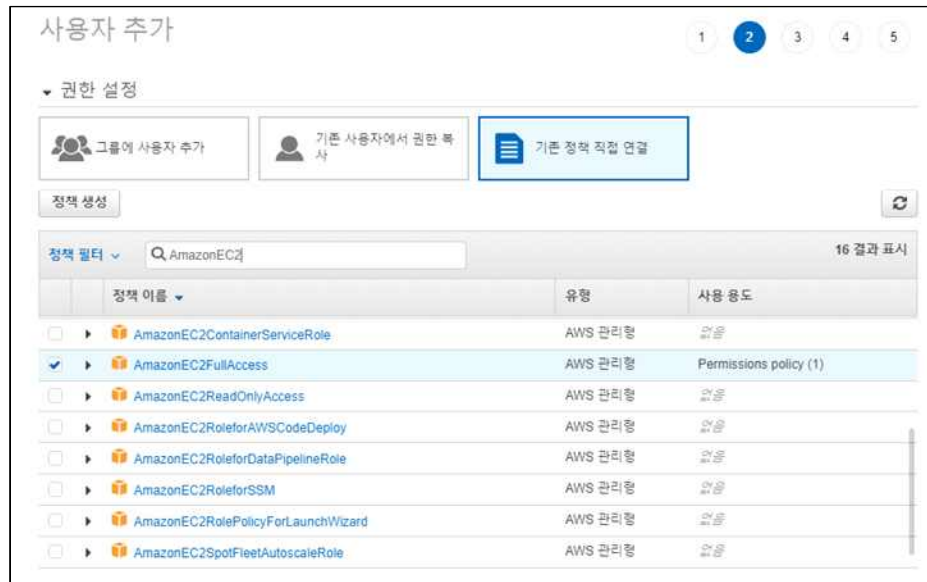 사용자 추가
1 2 3 4 5
권한 설정
그룹에 사용자 추가
기존 사용자에서 권한 복
사
기존 정책 직접 연결
정책 생성
정책 필터 AmazonEC2 16 결과 표시
정책 이름 유형 사용 용도
AmazonEC2ContainerServiceRole AWS 관리형 없음
AmazonEC2FullAccess AWS 관리형 Permissions policy (1)
AmazonEC2ReadOnlyAccess AWS 관리형 없음
AmazonEC2RoleforAWSCodeDeploy AWS 관리형 없음
AmazonEC2RoleforDataPipelineRole AWS 관리형 없음
AmazonEC2RoleforSSM AWS 관리형 없음
AmazonEC2RolePolicyForLaunchWizard AWS 관리형 없음
AmazonEC2SpotFleetAutoscaleRole AWS 관리형 없음